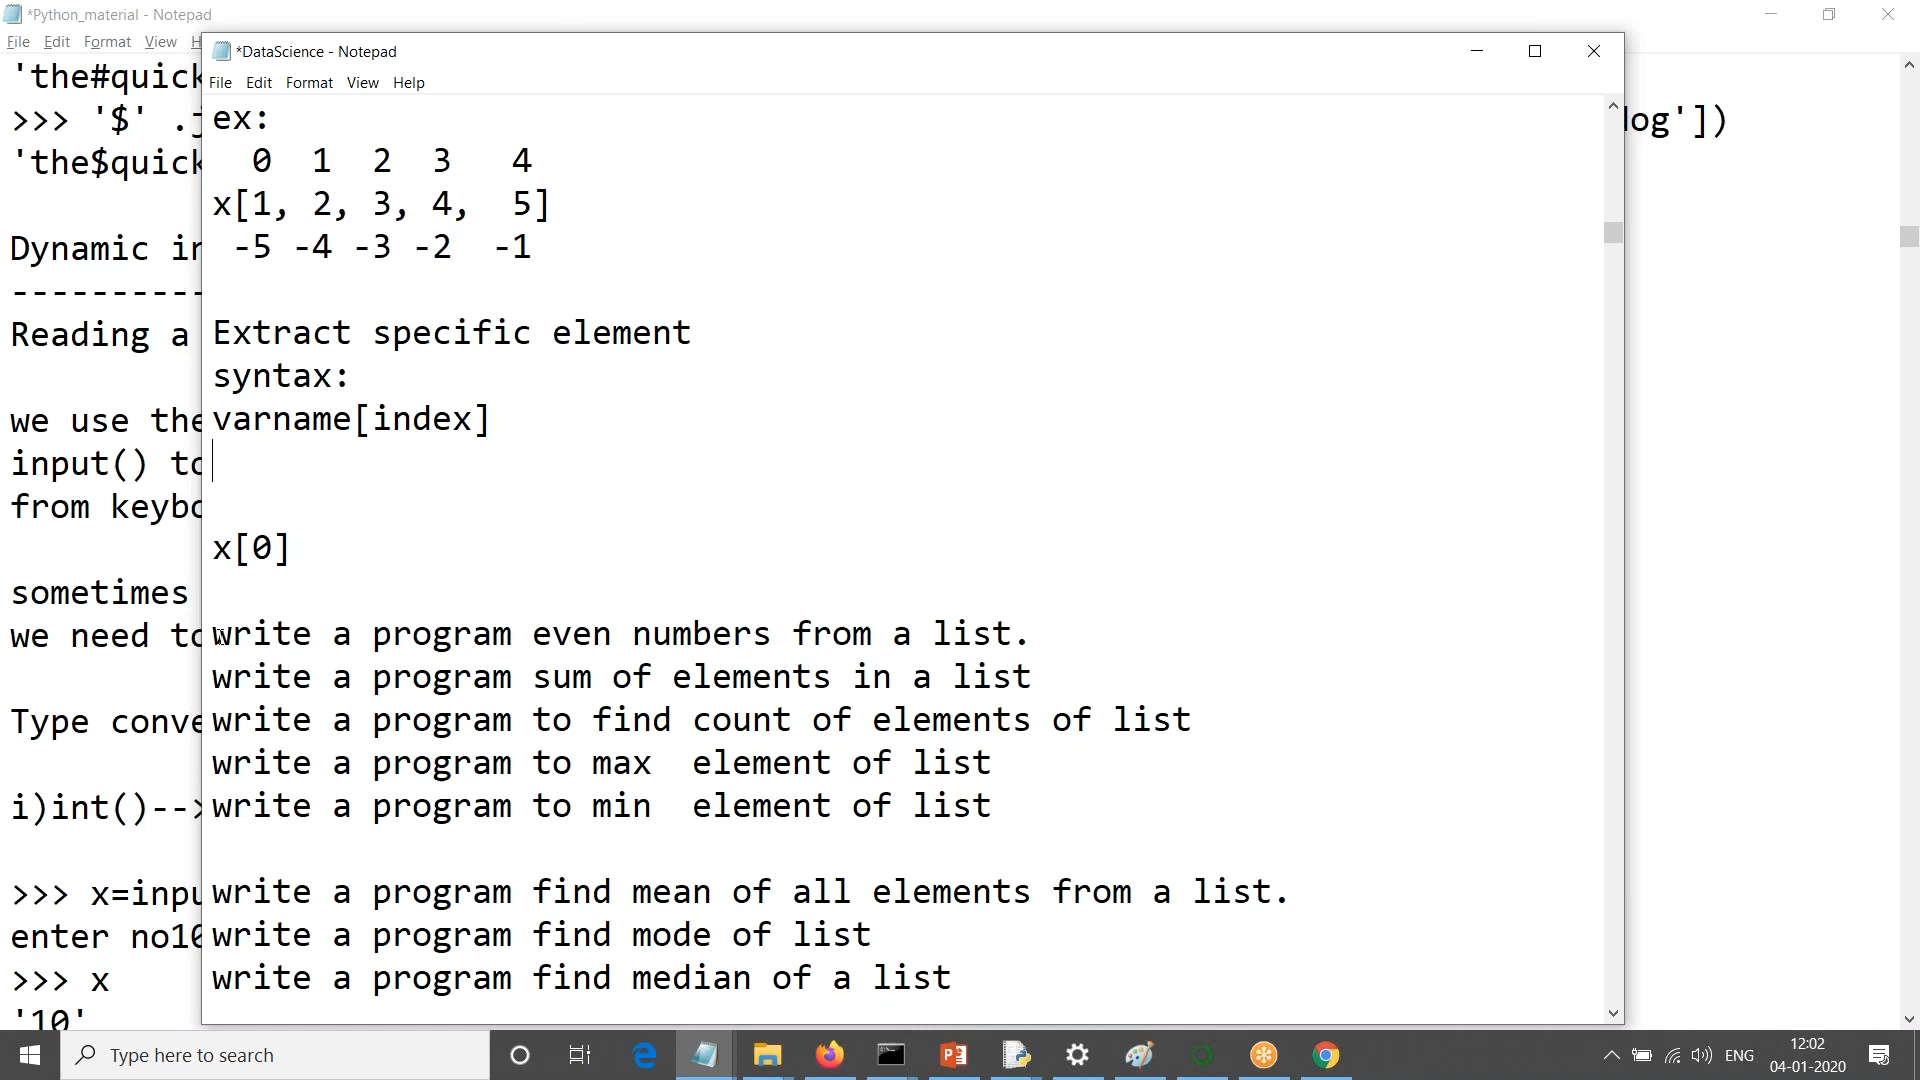 *Python_material - Notepad
File Edit Format View H
'the#quick
>>> '$' .j
log'])
'the$quick
Dynamic in
----------
Reading a
we use the
input() to
from keybo
sometimes
we need to
Type conve
i)int()-->
>>> x=inpu
enter no10
>>> x
'10'
*DataScience - Notepad
File Edit Format View Help
ex:
0 1 2 3 4
x[1, 2, 3, 4, 5]
-5 -4 -3 -2 -1
Extract specific element
syntax:
varname[index]
x[0]
write a program even numbers from a list.
write a program sum of elements in a list
write a program to find count of elements of list
write a program to max element of list
write a program to min element of list
write a program find mean of all elements from a list.
write a program find mode of list
write a program find median of a list
Type here to search
ENG
12:02
04-01-2020